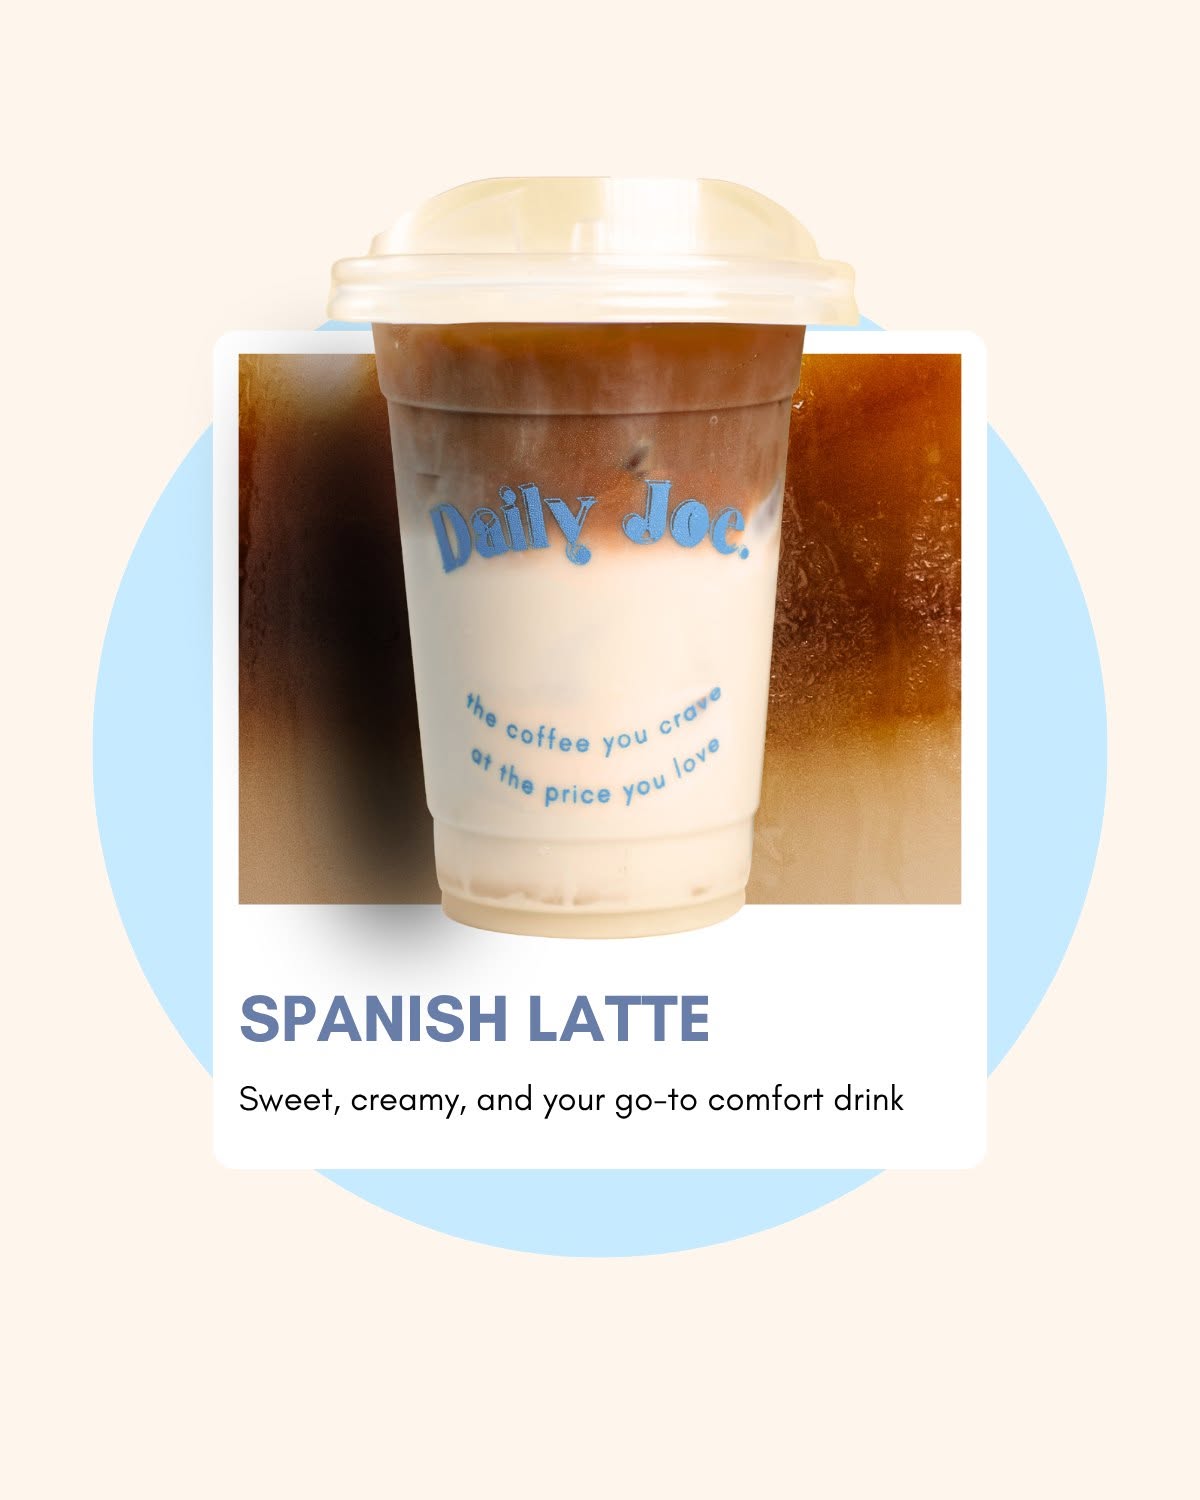 Daily Joe.
the coffee you crave
at the price you love
SPANISH LATTE
Sweet, creamy, and your go-to comfort drink